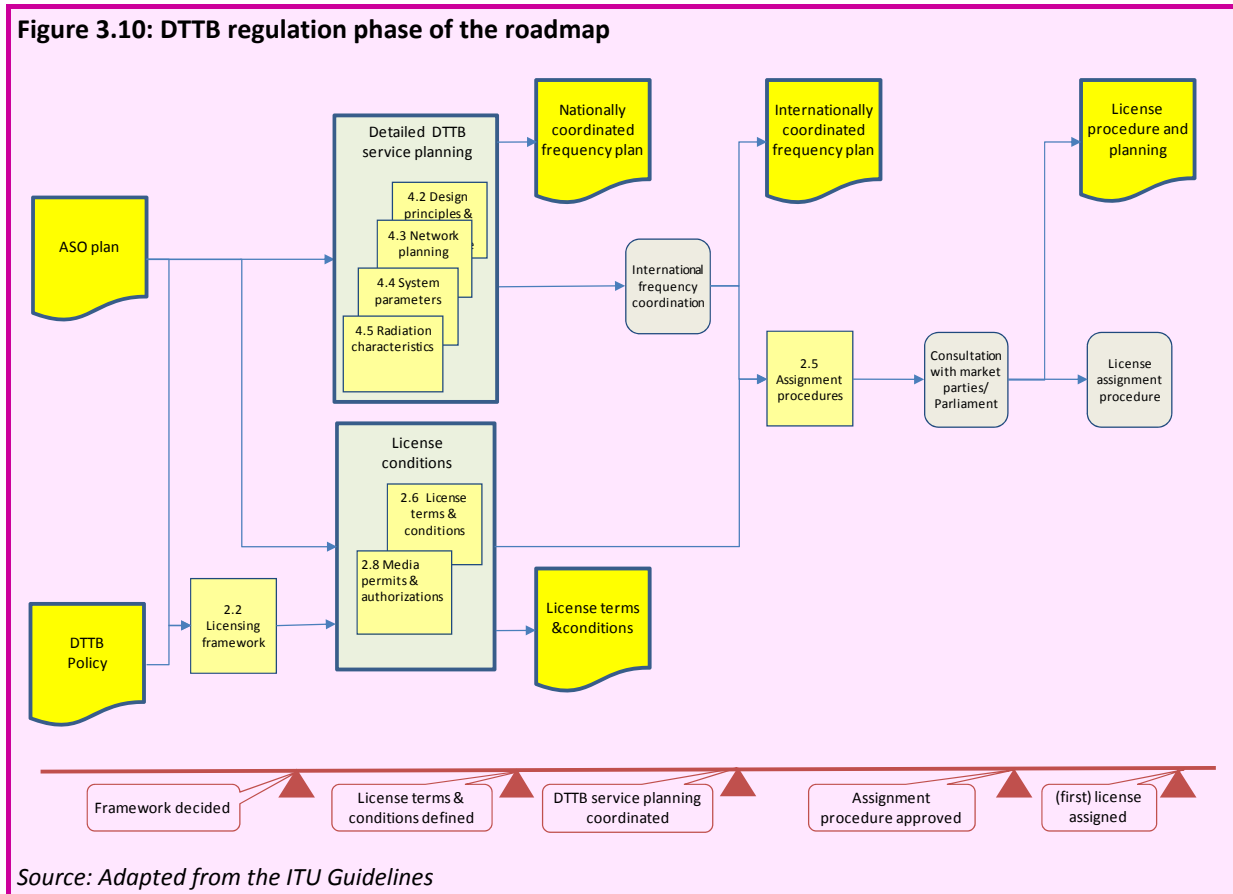 Figure 3.10: DTTB regulation phase of the roadmap
Detailed DTTB
service planning
4.2 Design
principles &
4.3 Network
planning
4.4 System
parameters
4.5 Radiation
characteristics
Nationally
coordinated
frequency plan
Internationally
coordinated
frequency plan
License
procedure and
planning
ASO plan
International
frequency
coordination
2.5
Assignment
procedures
Consultation
with market
parties/
Parliament
License
assignment
procedure
License
conditions
2.6 License
terms &
conditions
2.8 Media
permits &
authorizations
DTTB
Policy
2.2
Licensing
framework
License terms
&conditions
Framework decided
License terms &
conditions defined
DTTB service planning
coordinated
Assignment
procedure approved
(first) license
assigned
Source: Adapted from the ITU Guidelines